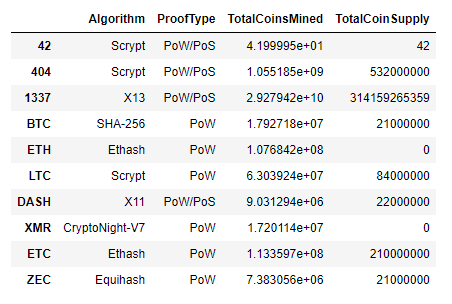 Algorithm ProofType TotalCoinsMined TotalCoinSupply
42 Scrypt PoW/PoS 4.199995e+01 42
404 Scrypt PoW/PoS 1.055185e+09 532000000
1337 X13 PoW/PoS 2.927942e+10 314159265359
BTC SHA-256 PoW 1.792718e+07 21000000
ETH Ethash PoW 1.076842e+08 0
LTC Scrypt PoW 6.303924e+07 84000000
DASH X11 PoW/PoS 9.031294e+06 22000000
XMR CryptoNight-V7 PoW 1.720114e+07 0
ETC Ethash PoW 1.133597e+08 210000000
ZEC Equihash PoW 7.383056e+06 21000000